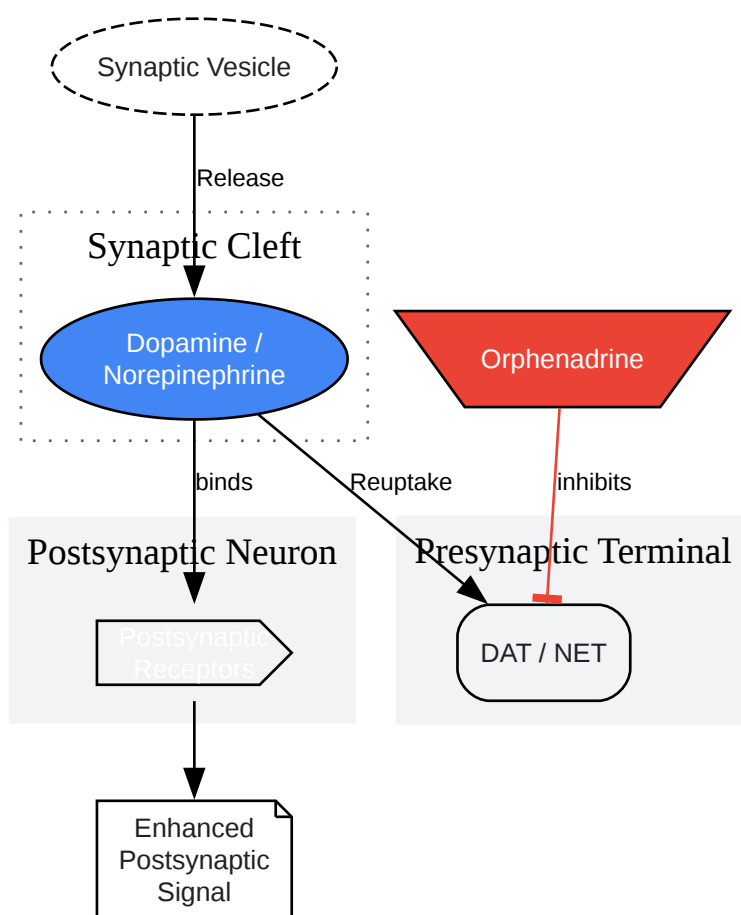 Synaptic Vesicle
Release
Synaptic Cleft
Dopamine /
Norepinephrine
Orphenadrine
binds
Reuptake
inhibits
Postsynaptic Neuron
Presynaptic Terminal
Postsynaptic
Receptors
DAT / NET
Enhanced
Postsynaptic
Signal